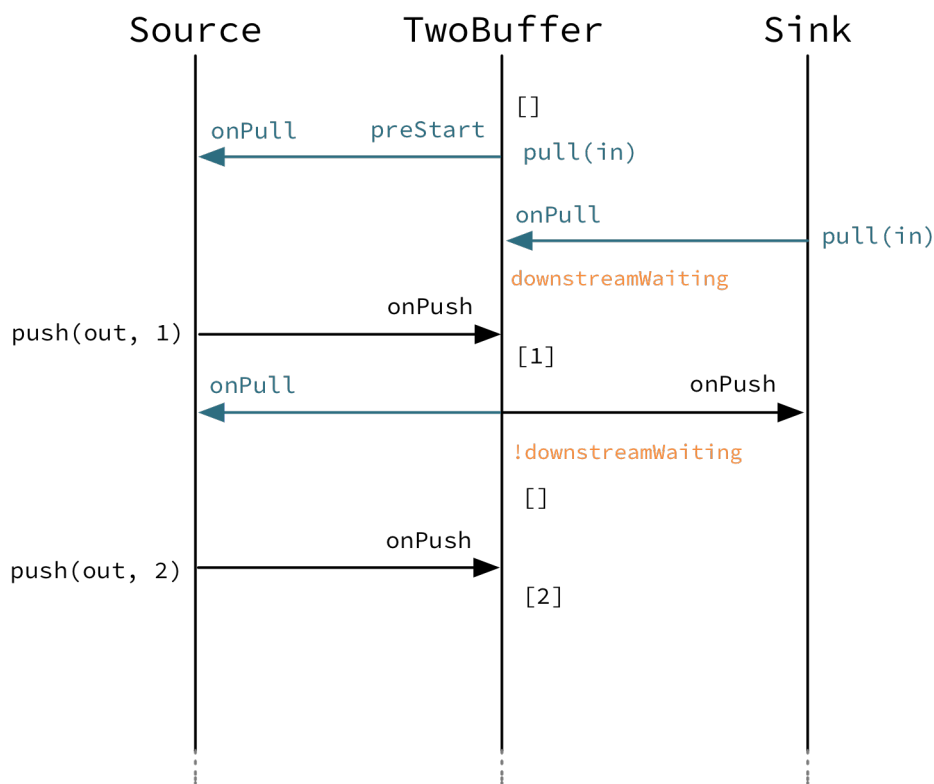 Source TwoBuffer Sink
[]
onPull preStart
pull(in)
onPull
pull(in)
downstreamWaiting
onPush
push(out, 1)
[1]
onPull onPush
!downstreamWaiting
[]
onPush
push(out, 2)
[2]